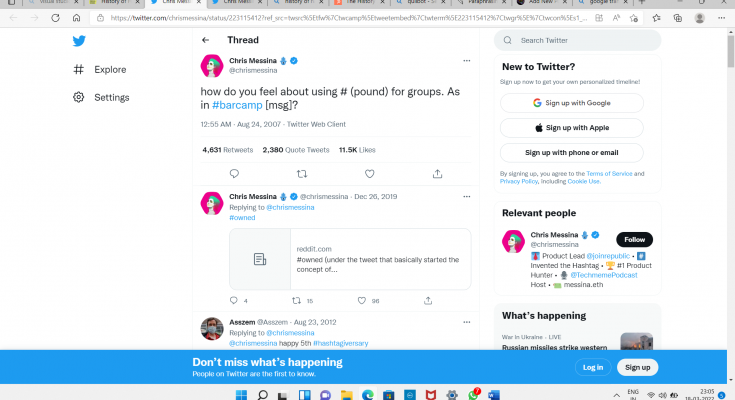 Visual studi
History of
Chris Mess
Chris Messi
history of
The History
quilbot - S
Paraphrasi
Add New
google tra
https://twitter.com/chrismessina/status/223115412?ref_src=twsrc%5Etfw%7Ctwcamp%5Etweetembed%7Ctwterm%5E223115412%7Ctwgr%5E%7Ctwcon%5Es1_...
Explore
Settings
Thread
Chris Messina
@chrismessina
how do you feel about using # (pound) for groups. As
in #barcamp [msg]?
12:55 AM · Aug 24, 2007 · Twitter Web Client
4,631 Retweets 2,380 Quote Tweets 11.5K Likes
Chris Messina @chrismessina · Dec 26, 2019
Replying to @chrismessina
#owned
reddit.com
#owned (under the tweet that basically started the
concept of...
4 15 96
Asszem @Asszem · Aug 23, 2012
Replying to @chrismessina
@chrismessina happy 5th #hashtagiversary
Search Twitter
New to Twitter?
Sign up now to get your own personalized timeline!
Sign up with Google
Sign up with Apple
Sign up with phone or email
By signing up, you agree to the Terms of Service and
Privacy Policy, including Cookie Use.
Relevant people
Chris Messina
@chrismessina
Follow
Product Lead @joinrepublic •
Invented the Hashtag • #1 Product
Hunter • @TechmemePodcast
Host • messina.eth
What's happening
War in Ukraine · LIVE
Russian missiles strike western
Don't miss what's happening
People on Twitter are the first to know.
Log in
Sign up
7
ENG
IN
23:05
18-03-2022
5